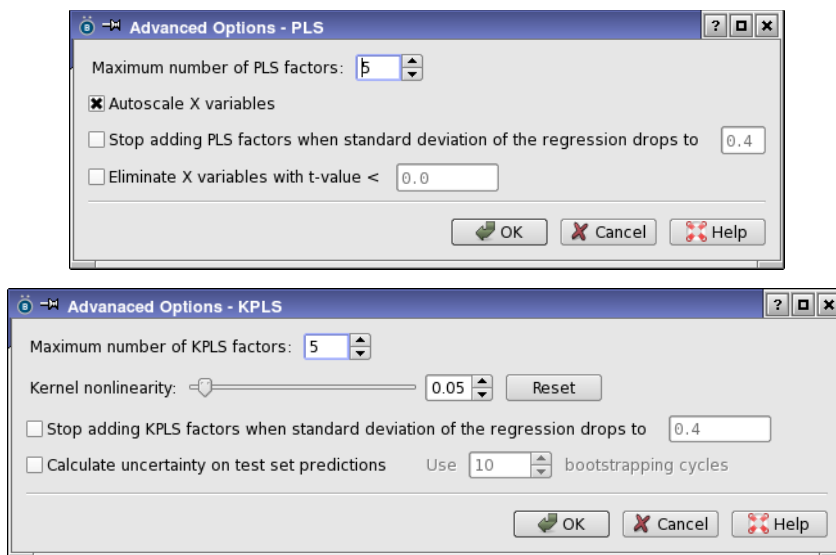 Advanced Options - PLS
Maximum number of PLS factors: 5
Autoscale X variables
Stop adding PLS factors when standard deviation of the regression drops to 0.4
Eliminate X variables with t-value < 0.0
OK Cancel Help
Advanaced Options - KPLS
Maximum number of KPLS factors: 5
Kernel nonlinearity: 0.05 Reset
Stop adding KPLS factors when standard deviation of the regression drops to 0.4
Calculate uncertainty on test set predictions Use 10 bootstrapping cycles
OK Cancel Help